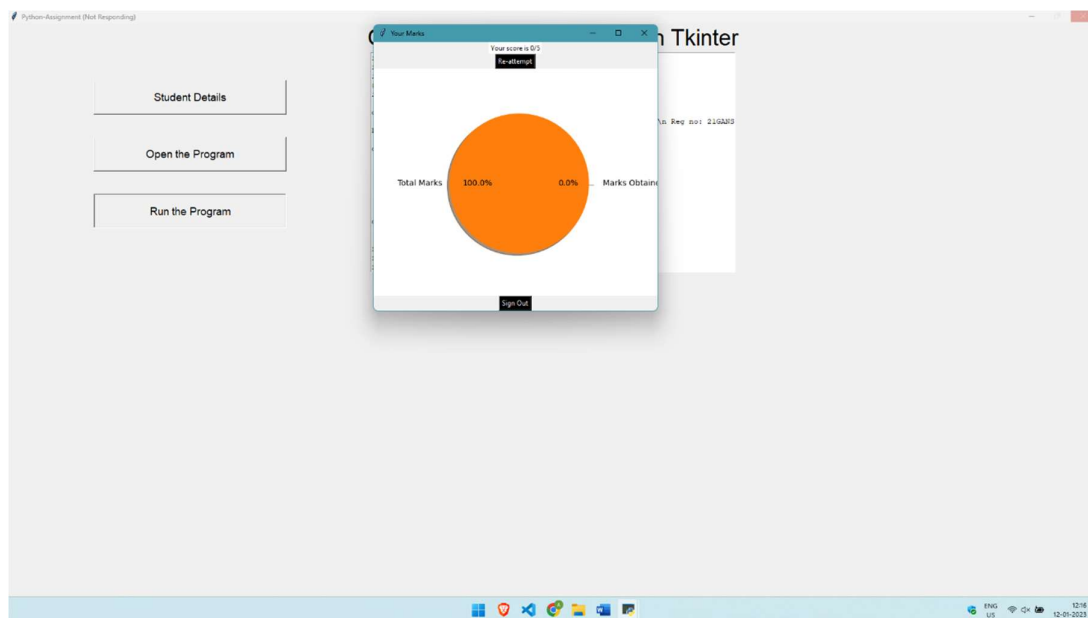 Python-Assignment (Not Responding)
n Tkinter
Your Marks
Your score is 0/5
Re-attempt
Student Details
\n Reg no: 21GANS
Open the Program
Total Marks 100.0% 0.0% Marks Obtaine
Run the Program
Sign Out
ENG
US
12:16
12-01-2023